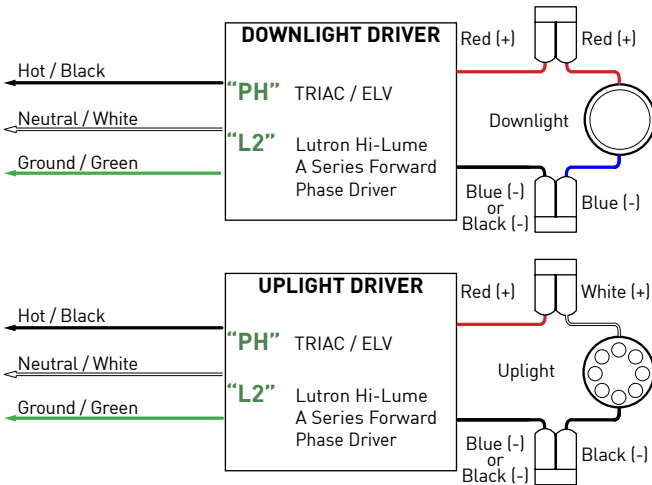 DOWNLIGHT DRIVER
Red (+)
Red (+)
Hot / Black
“PH” TRIAC / ELV
Neutral / White
Downlight
“L2” Lutron Hi-Lume
A Series Forward
Phase Driver
Ground / Green
Blue (-)
or
Black (-)
Blue (-)
UPLIGHT DRIVER
Red (+)
White (+)
Hot / Black
“PH” TRIAC / ELV
Neutral / White
Uplight
“L2” Lutron Hi-Lume
A Series Forward
Phase Driver
Ground / Green
Blue (-)
or
Black (-)
Black (-)